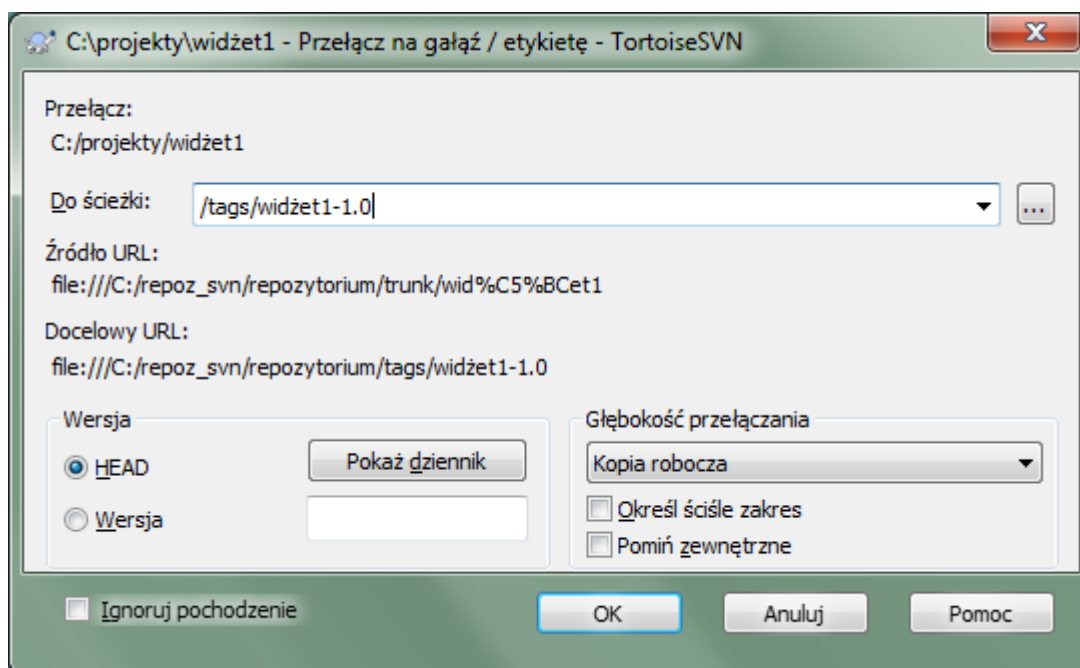 C:\projekty\widżet1 - Przełącz na gałąź / etykietę - TortoiseSVN
Przełącz:
C:/projekty/widżet1
Do ścieżki: /tags/widżet1-1.0 ...
Źródło URL:
file:///C:/repoz_svn/repozytorium/trunk/wid%C5%BCet1
Docelowy URL:
file:///C:/repoz_svn/repozytorium/tags/widżet1-1.0
Wersja
HEAD Pokaż dziennik
Wersja
Głębokość przełączania
Kopia robocza
Określ ściśle zakres
Pomiń zewnętrzne
Ignoruj pochodzenie OK Anuluj Pomoc